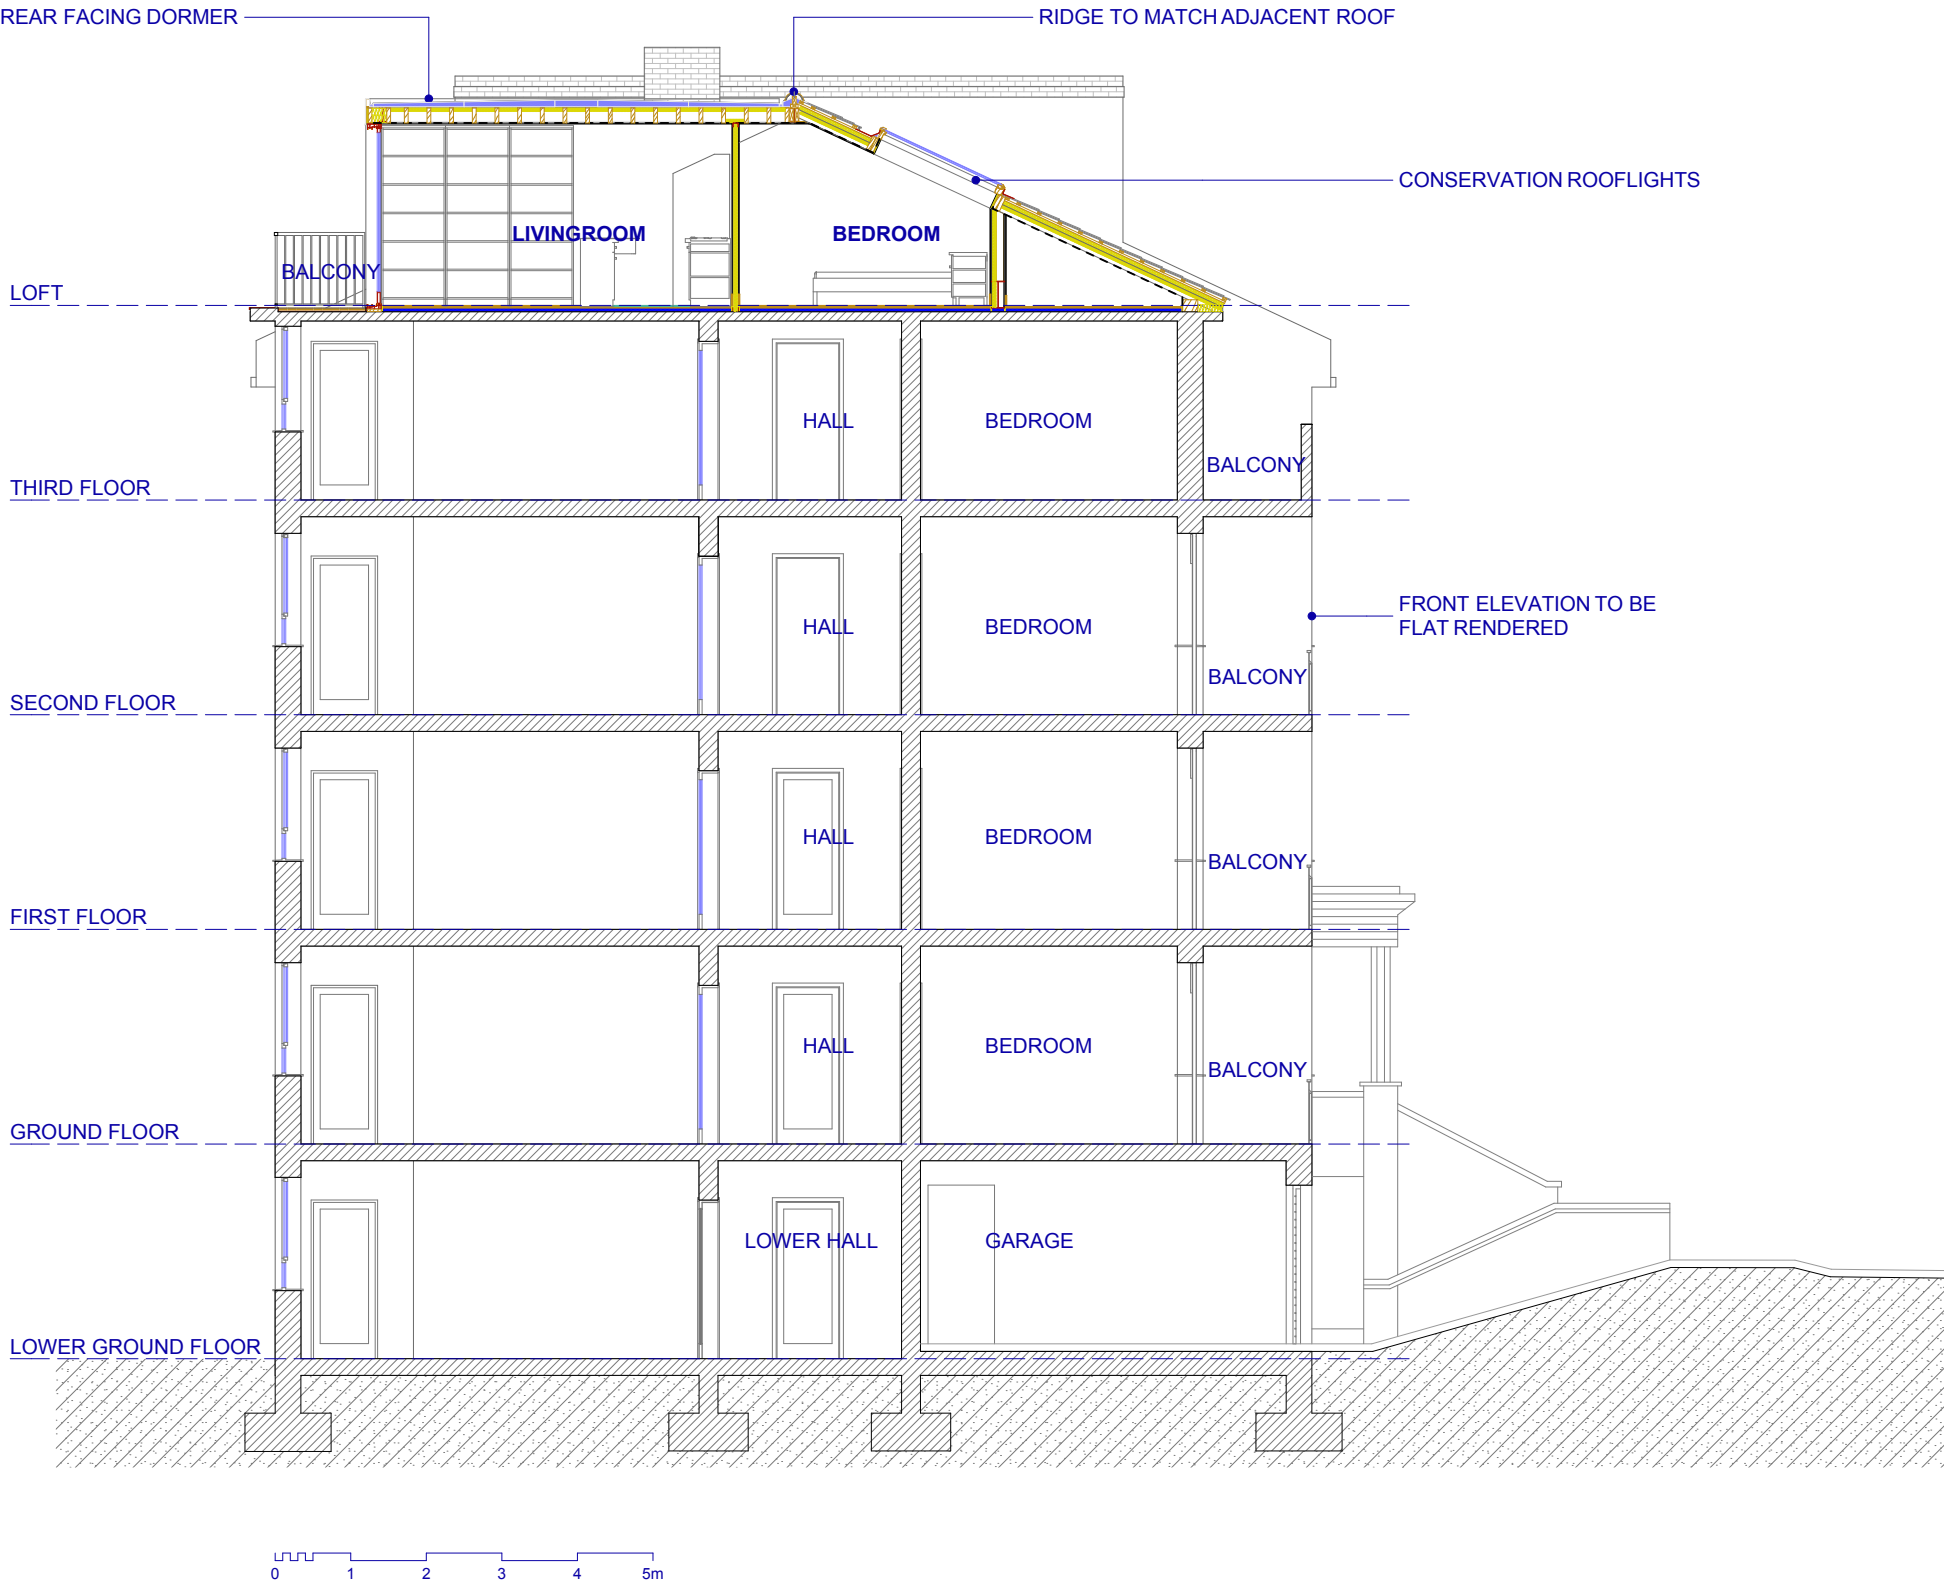 REAR FACING DORMER
RIDGE TO MATCH ADJACENT ROOF
CONSERVATION ROOFLIGHTS
LIVINGROOM
BEDROOM
BALCONY
LOFT
HALL
BEDROOM
BALCONY
THIRD FLOOR
FRONT ELEVATION TO BE
FLAT RENDERED
HALL
BEDROOM
BALCONY
SECOND FLOOR
HALL
BEDROOM
BALCONY
FIRST FLOOR
HALL
BEDROOM
BALCONY
GROUND FLOOR
LOWER HALL
GARAGE
LOWER GROUND FLOOR
0 1 2 3 4 5m